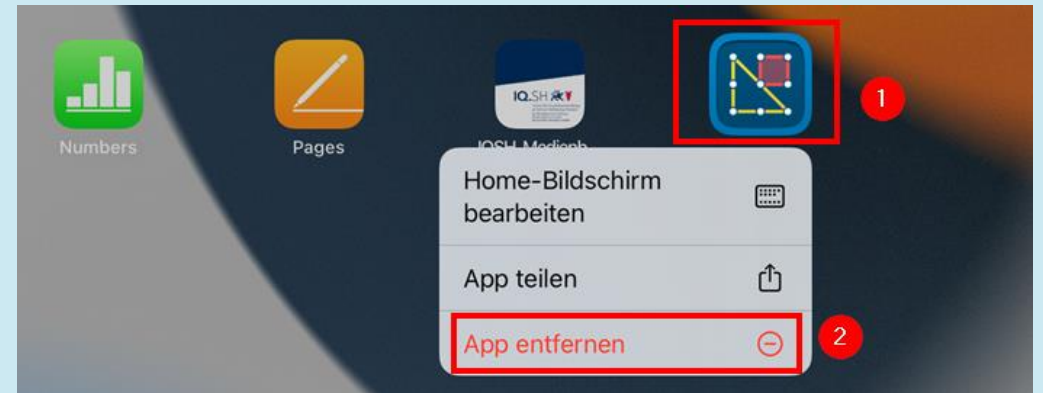 IQ.SH
1
Numbers
Pages
IQSH-Medienb
Home-Bildschirm
bearbeiten
App teilen
App entfernen
2